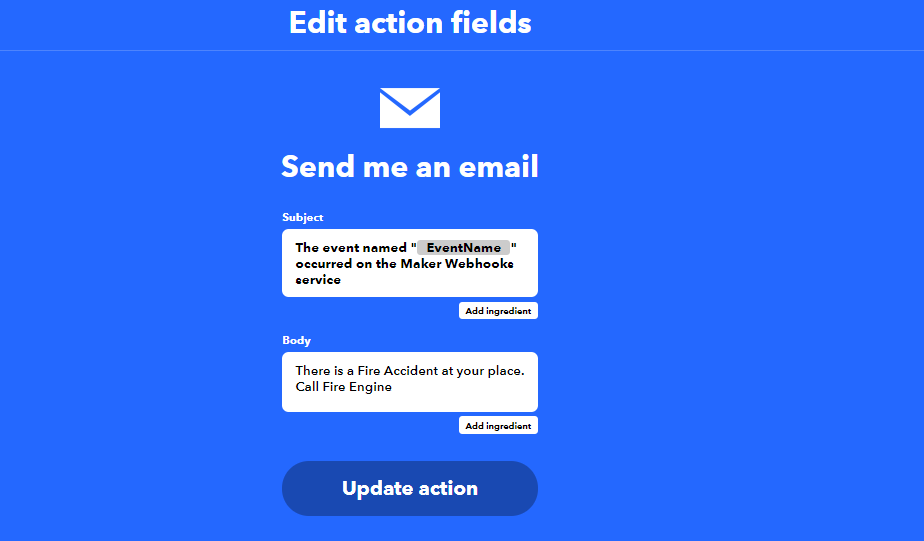 Edit action fields
Send me an email
Subject
The event named " EventName "
occurred on the Maker Webhooks
service
Add ingredient
Body
There is a Fire Accident at your place.
Call Fire Engine
Add ingredient
Update action